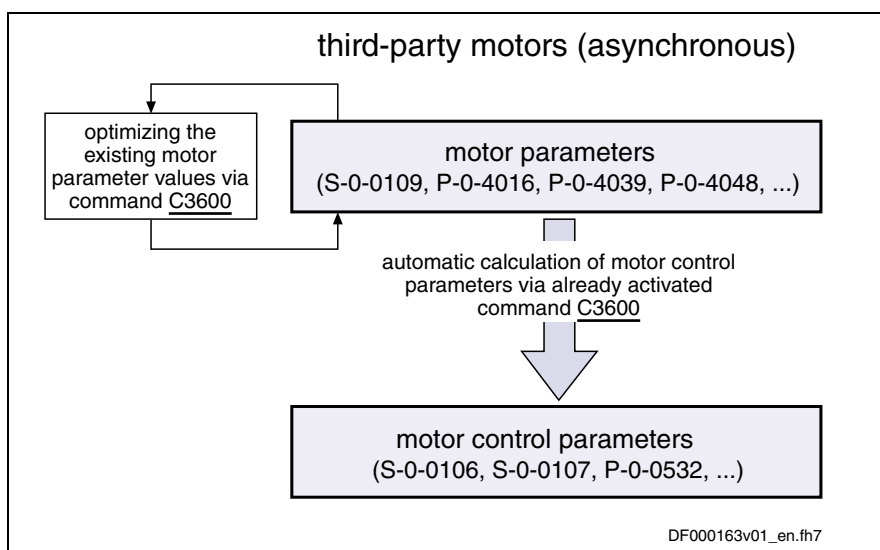 third-party motors (asynchronous)
optimizing the
existing motor
parameter values via
command C3600
motor parameters
(S-0-0109, P-0-4016, P-0-4039, P-0-4048, ...)
automatic calculation of motor control
parameters via already activated
command C3600
motor control parameters
(S-0-0106, S-0-0107, P-0-0532, ...)
DF000163v01_en.fh7